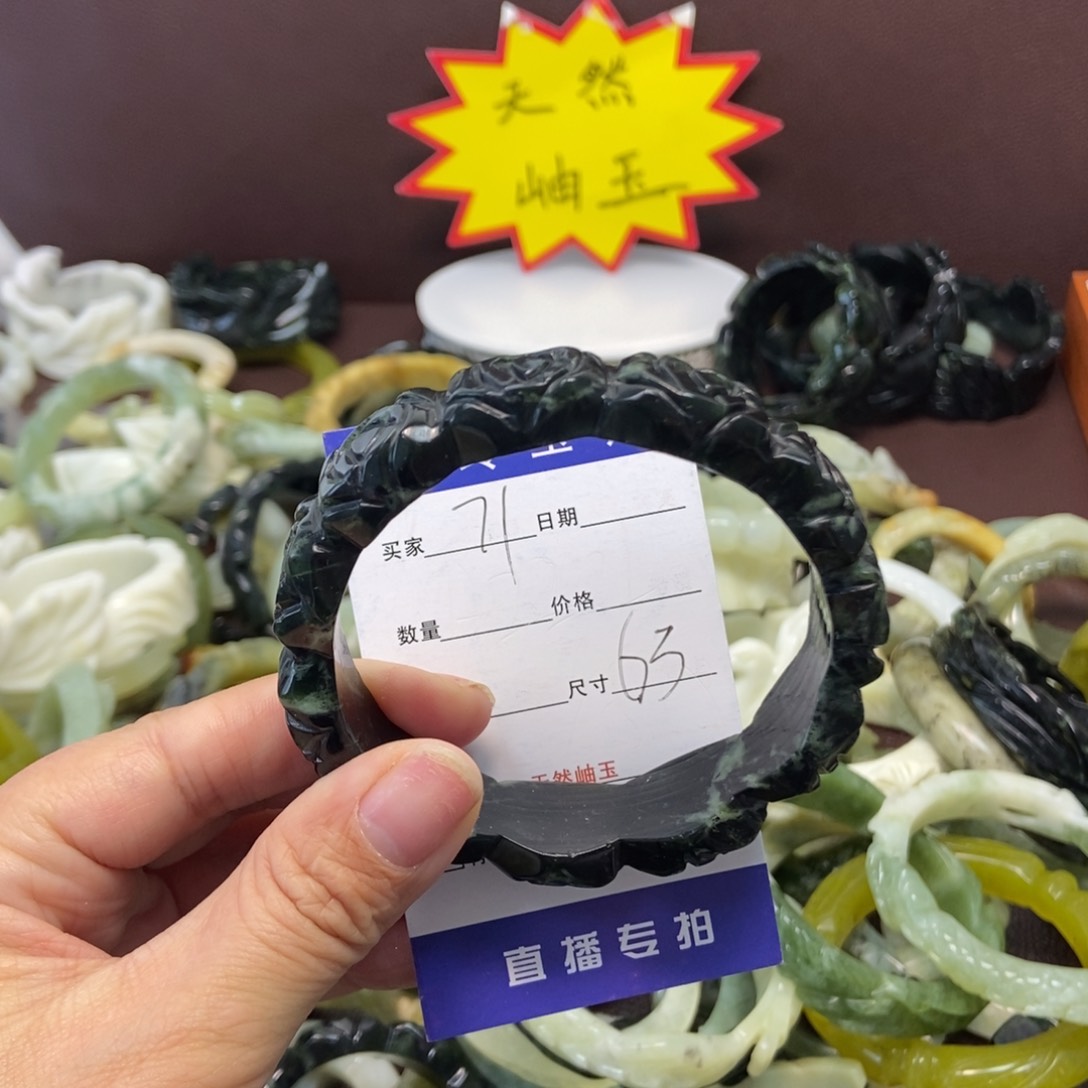 天然
岫玉
买家 71 日期
数量 价格
尺寸 63
天然岫玉
直播专拍